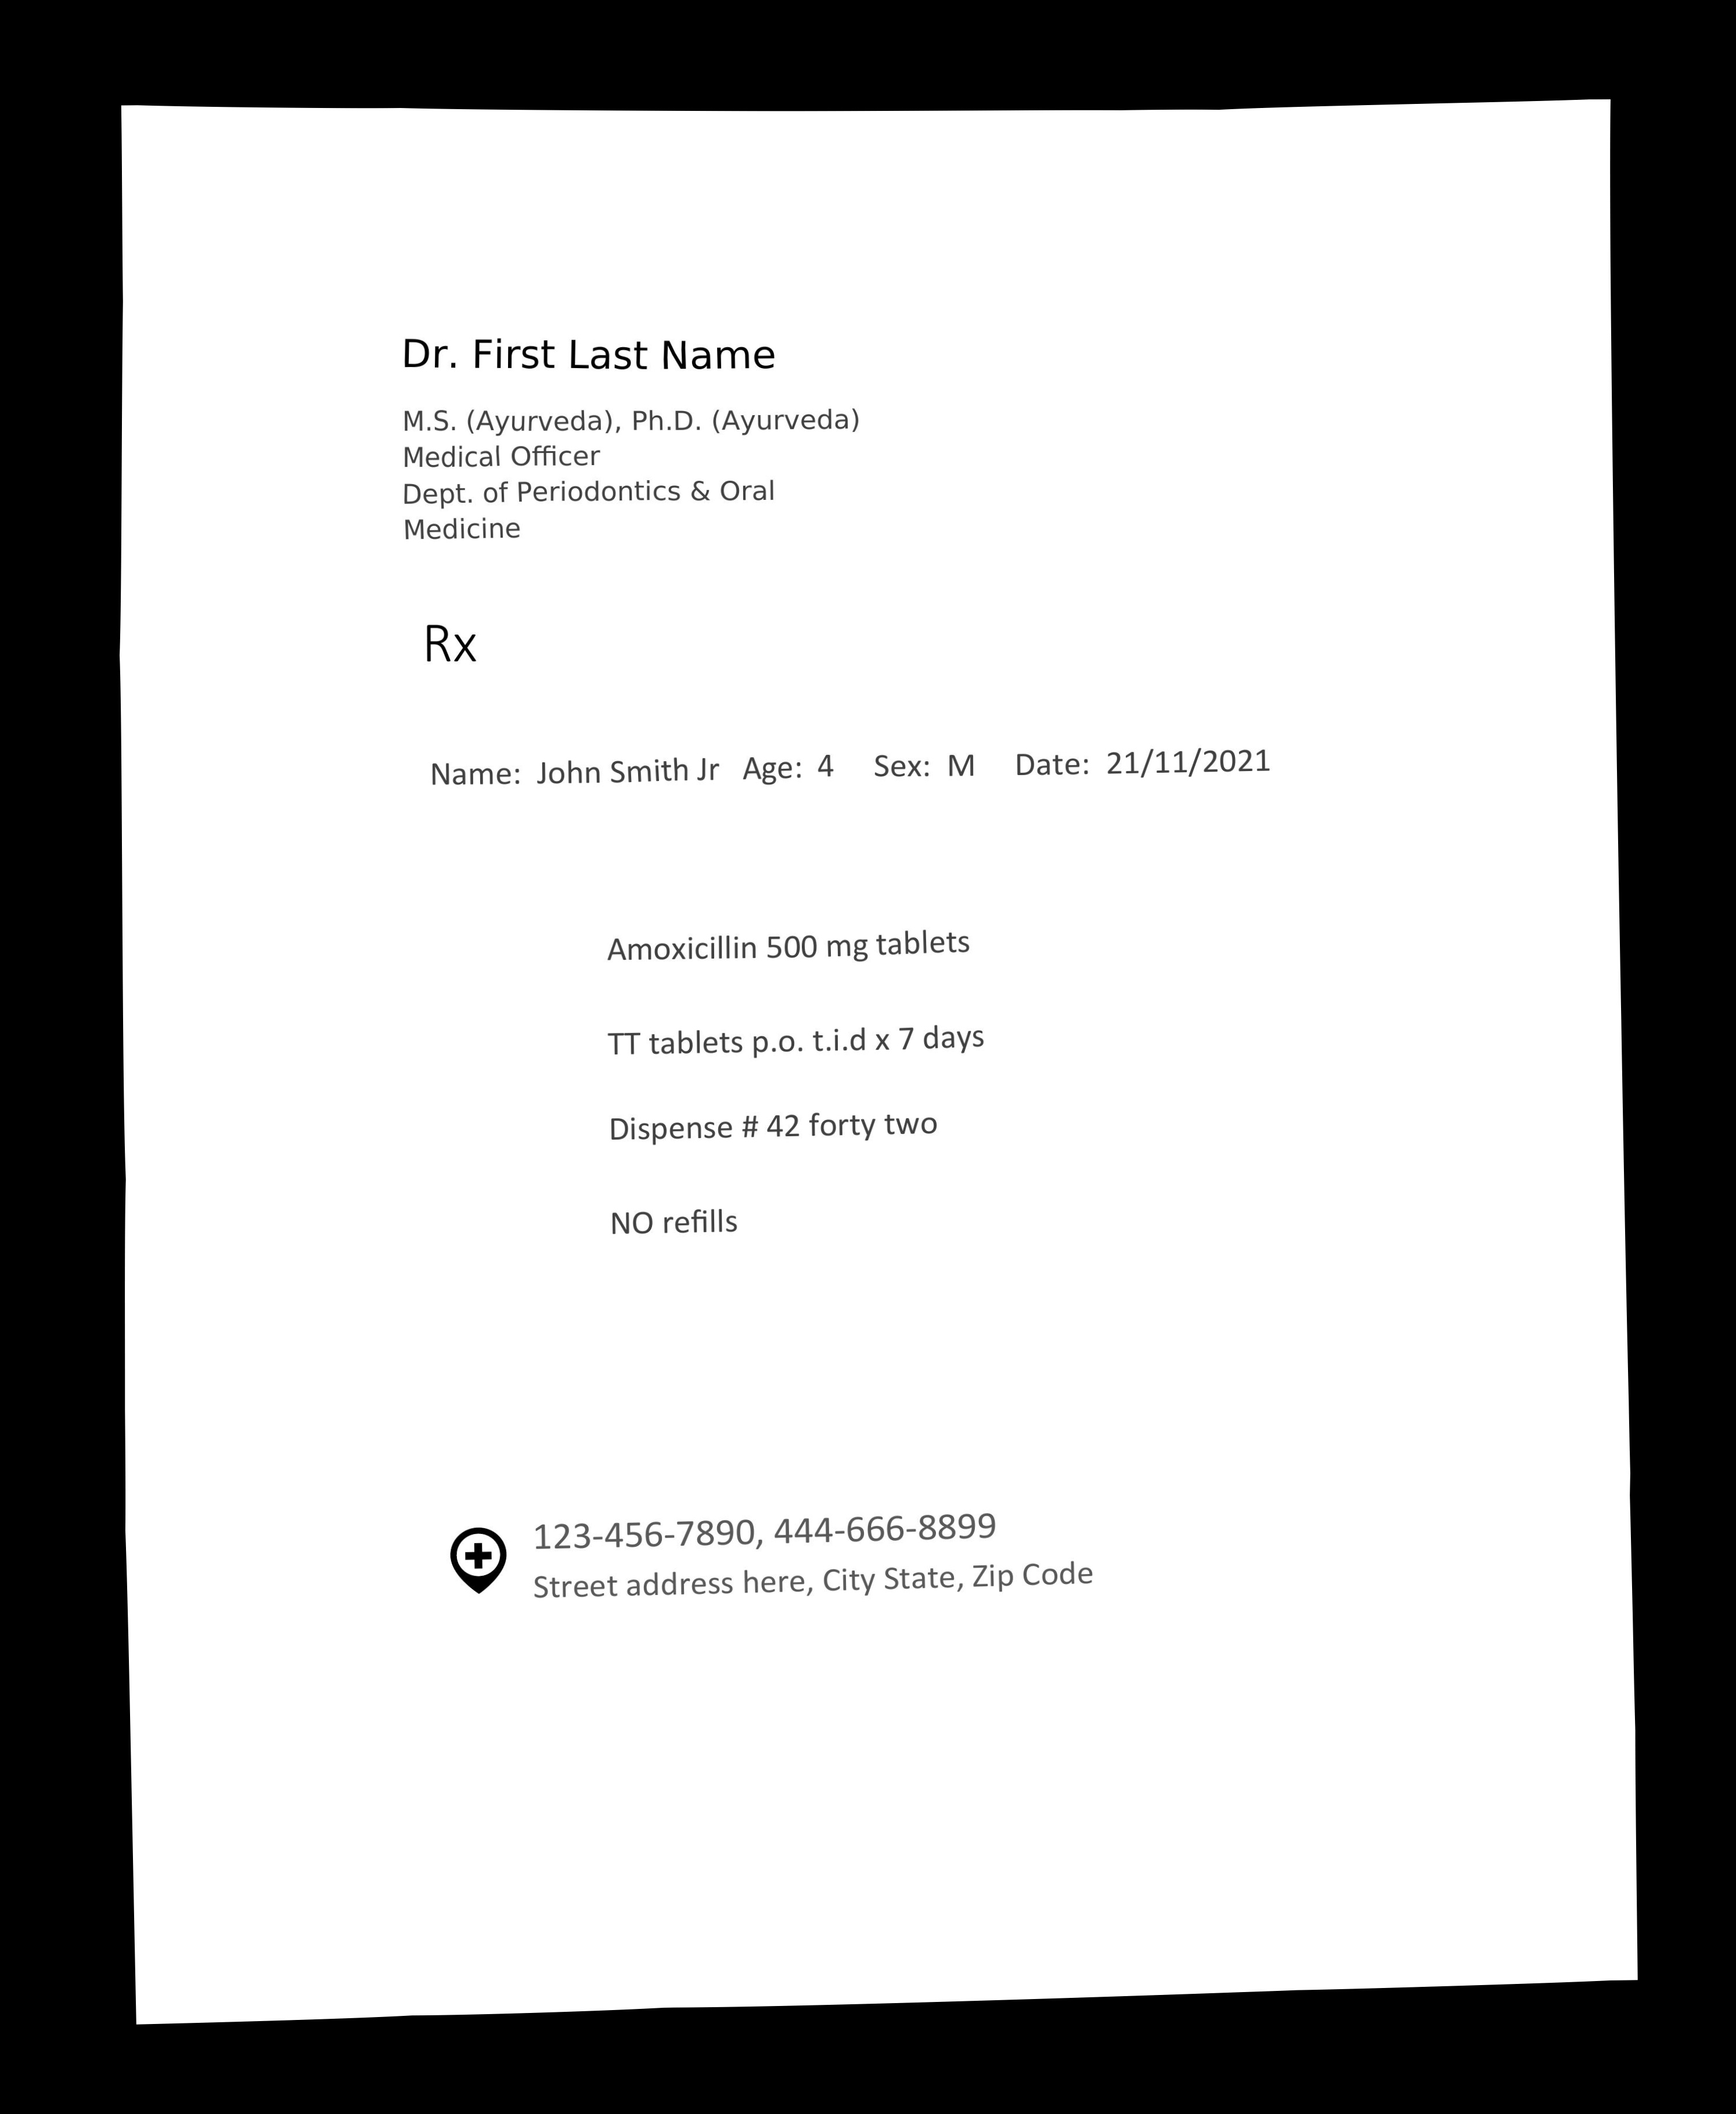 Dr. First Last Name
M.S. (Ayurveda), Ph.D. (Ayurveda)
Medical Officer
Dept. of Periodontics & Oral
Medicine
Rx
Name: John Smith Jr Age: 4 Sex: M Date: 21/11/2021
Amoxicillin 500 mg tablets
TT tablets p.o. t.i.d x 7 days
Dispense # 42 forty two
NO refills
123-456-7890, 444-666-8899
Street address here, City State, Zip Code